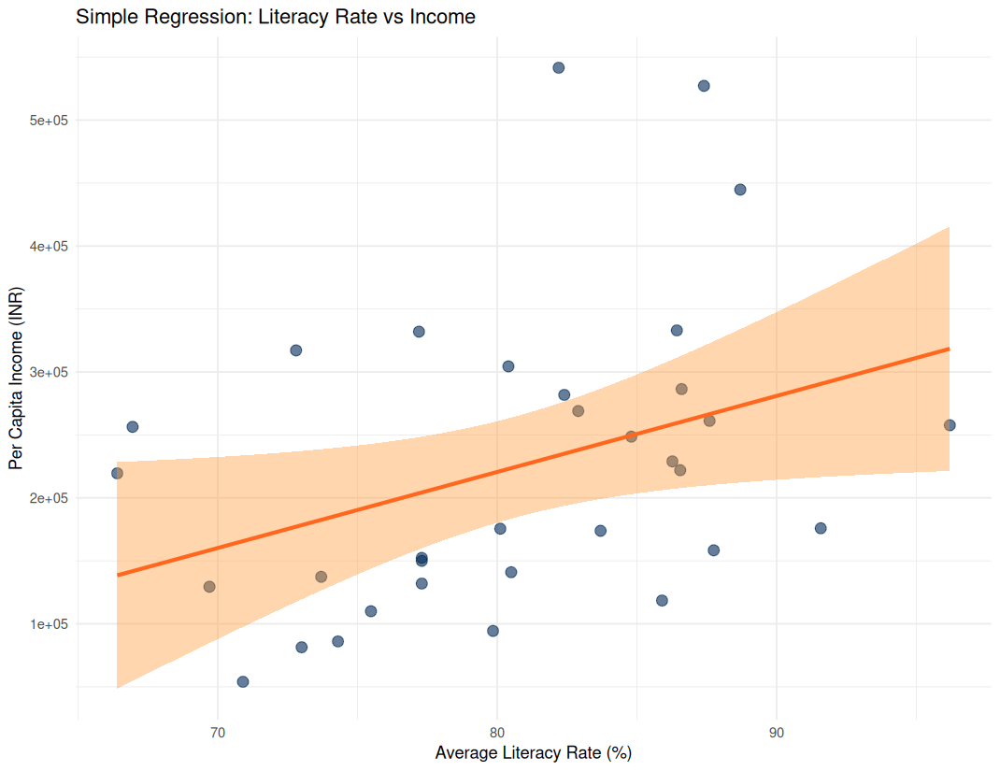 Simple Regression: Literacy Rate vs Income
Per Capita Income (INR)
5e+05
4e+05
3e+05
2e+05
1e+05
70 80 90
Average Literacy Rate (%)